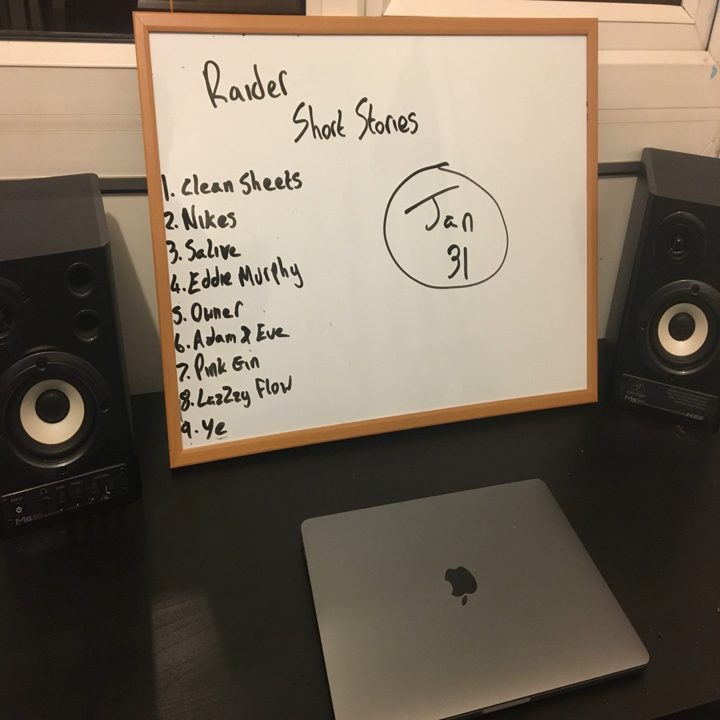 Raider
Short Stories
1. Clean Sheets
2. Nikes
3. Salive
4. Eddie Murphy
5. Owner
6. Adam & Eve
7. Pink Gin
8. LazZzy Flow
9. Ye
Jan
31